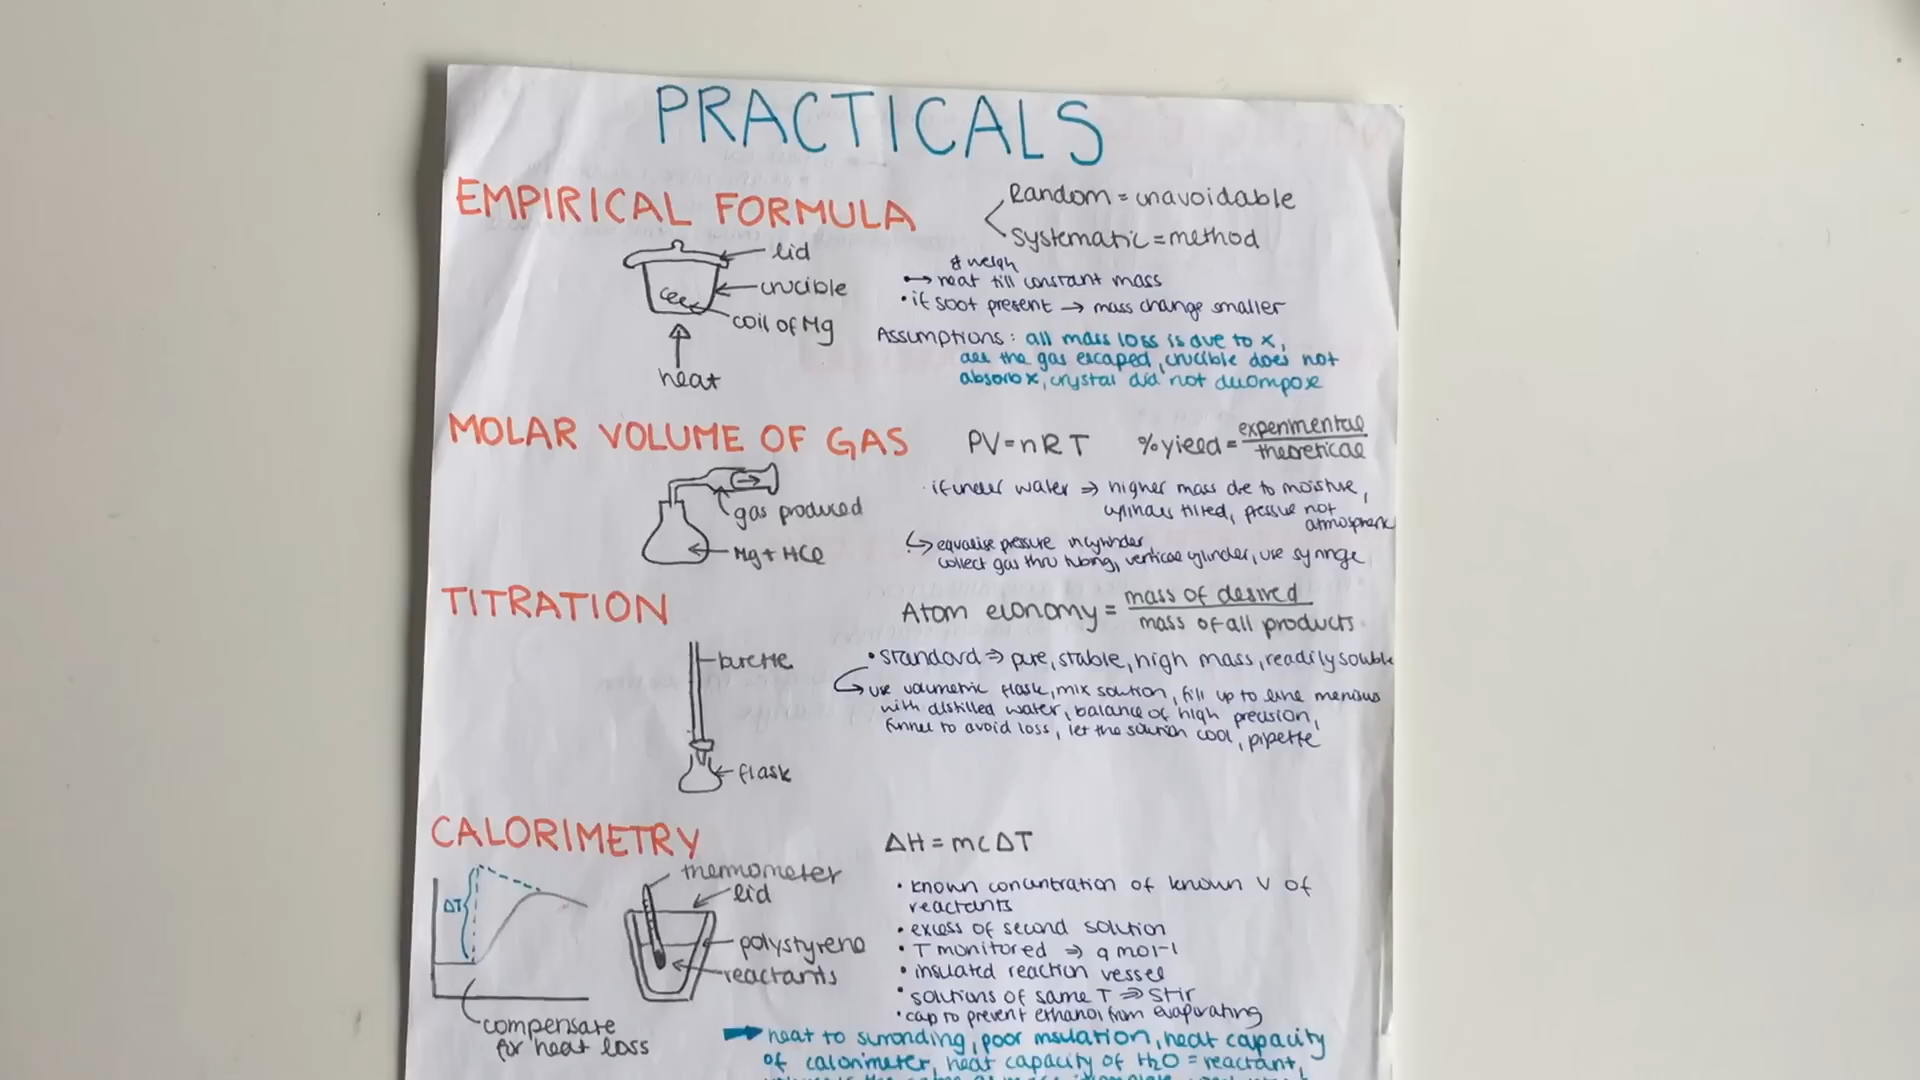 PRACTICALS
EMPIRICAL FORMULA
Random = unavoidable
Systematic = method
lid
crucible
coil of Mg
heat
& weigh
→ heat till constant mass
• if soot present → mass change smaller
Assumptions: all mass loss is due to x,
all the gas escaped, crucible does not
absorb x, crystal did not decompose
MOLAR VOLUME OF GAS
PV = nRT
% yield = experimental
theoretical
gas produced
Mg + HCl
• if under water ⇒ higher mass due to moisture,
cylinder tilted, pressure not
atmospheric
↳ equalise pressure in cylinder
collect gas thru tubing, vertical cylinder, use syringe
TITRATION
Atom economy = mass of desired
mass of all products
burette
flask
• standard ⇒ pure, stable, high mass, readily soluble
↳ use volumetric flask, mix solution, fill up to line
with distilled water, balance of high precision,
funnel to avoid loss, let the solution cool, pipette
CALORIMETRY
ΔH = mcΔT
ΔT
compensate
for heat loss
thermometer
lid
polystyrene
reactants
• known concentration of known V of
reactants
• excess of second solution
• T monitored ⇒ q mol-1
• insulated reaction vessel
• solutions of same T ⇒ stir
• cap to prevent ethanol from evaporating
➡ heat to surronding, poor insulation, heat capacity
of calorimeter, heat capacity of H2O = reactant,